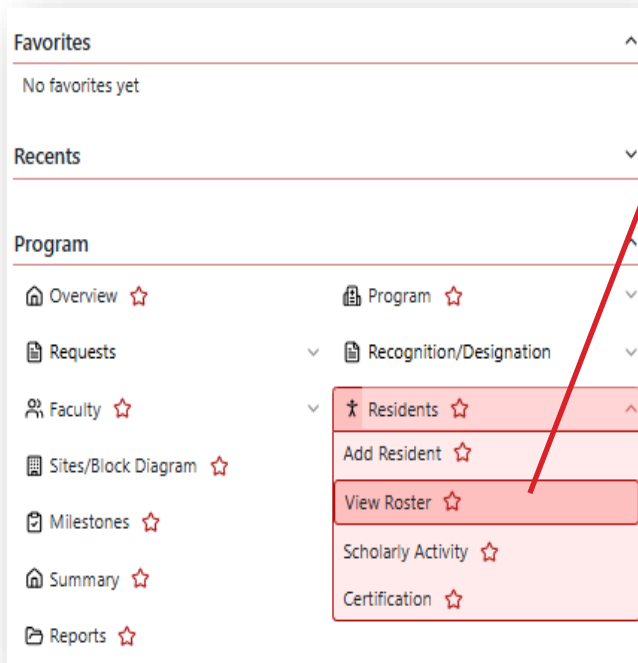 Favorites
No favorites yet
Recents
Program
Overview
Program
Requests
Recognition/Designation
Faculty
Residents
Sites/Block Diagram
Add Resident
Milestones
View Roster
Summary
Scholarly Activity
Reports
Certification